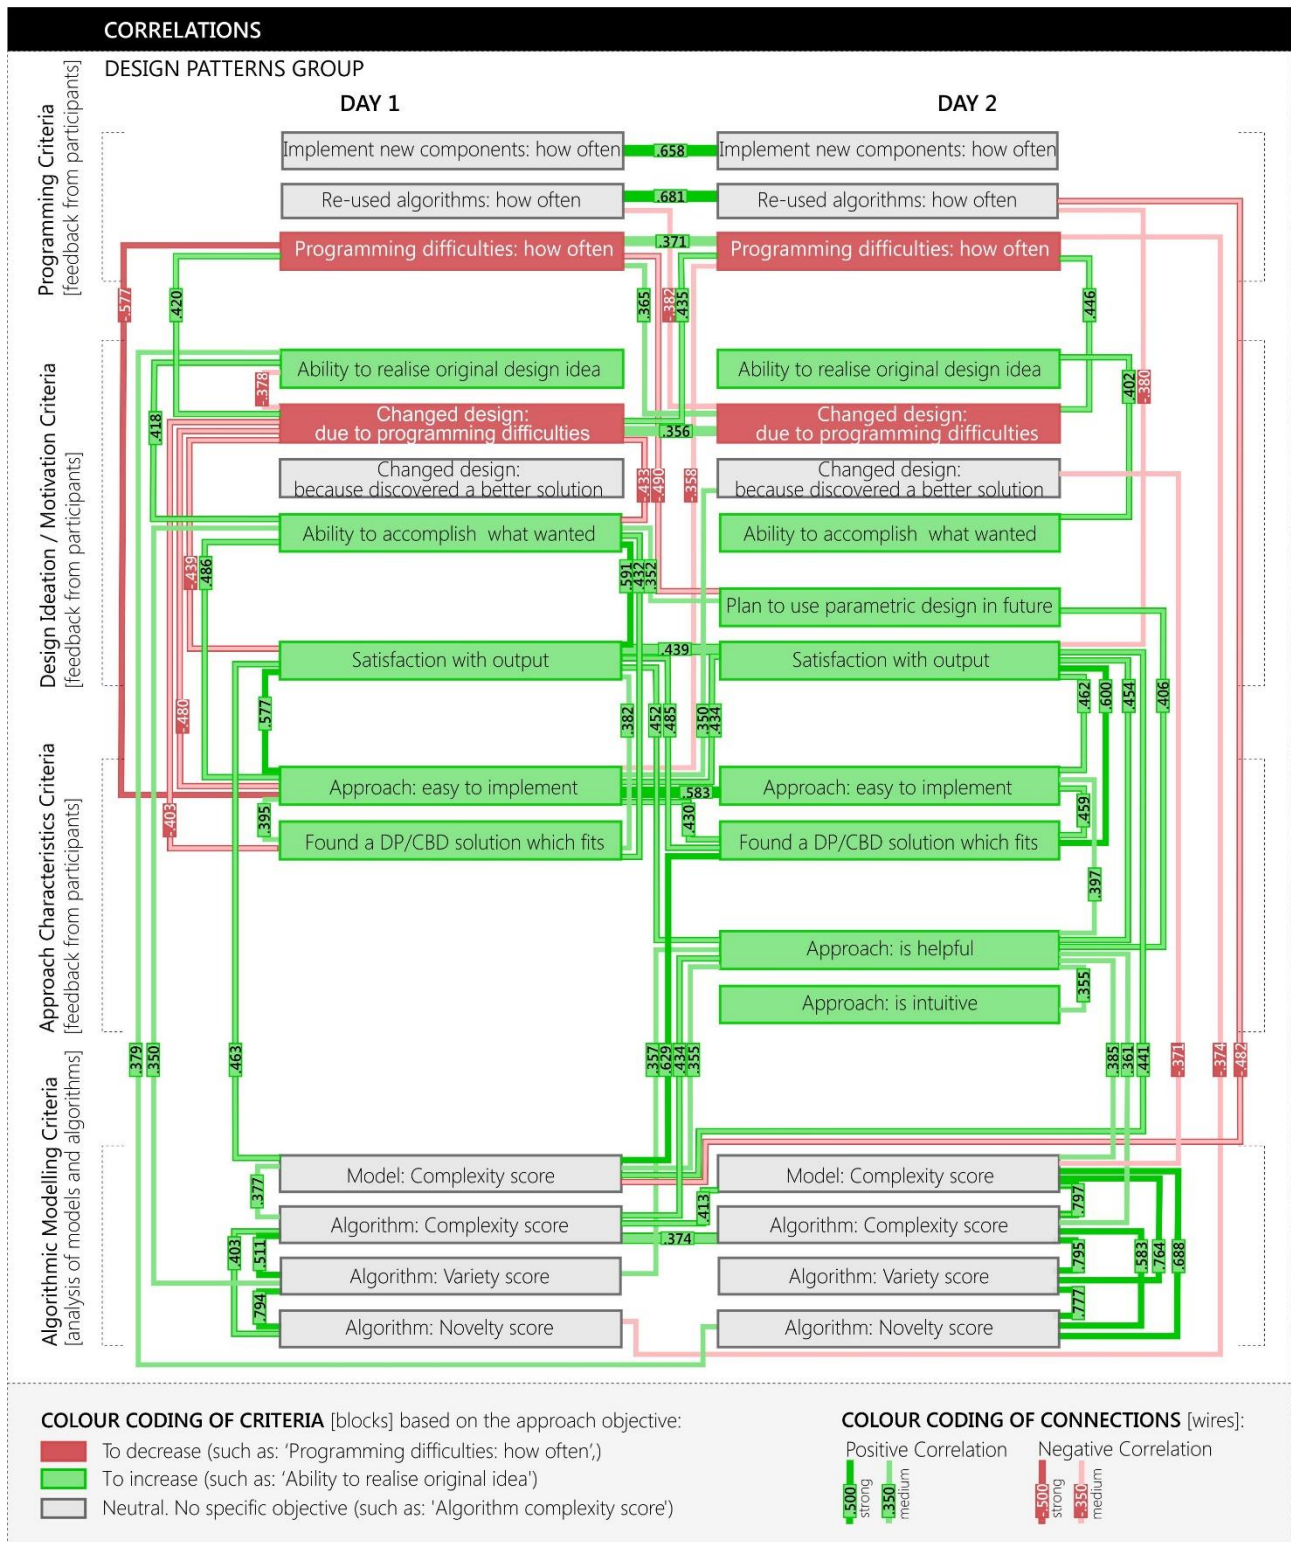 CORRELATIONS
DESIGN PATTERNS GROUP
DAY 1
DAY 2
Programming Criteria
[feedback from participants]
Implement new components: how often
.658
Implement new components: how often
Re-used algorithms: how often
.681
Re-used algorithms: how often
Programming difficulties: how often
.371
Programming difficulties: how often
-.577
.420
.365
-.382
.435
.446
Design Ideation / Motivation Criteria
[feedback from participants]
Ability to realise original design idea
Ability to realise original design idea
-.378
.402
-.380
.418
Changed design:
due to programming difficulties
.356
Changed design:
due to programming difficulties
Changed design:
because discovered a better solution
-.433
-.490
-.358
Changed design:
because discovered a better solution
Ability to accomplish what wanted
Ability to accomplish what wanted
-.439
.486
.591
.432
.352
Plan to use parametric design in future
Satisfaction with output
.439
Satisfaction with output
-.480
.577
.382
.452
.485
.350
.434
.462
.600
.454
.406
Approach Characteristics Criteria
[feedback from participants]
Approach: easy to implement
.583
Approach: easy to implement
-.403
.395
.430
.459
Found a DP/CBD solution which fits
Found a DP/CBD solution which fits
.397
Approach: is helpful
.355
Approach: is intuitive
.379
.350
.463
.357
.629
.434
.355
.385
.361
.441
-.371
-.374
-.482
Algorithmic Modelling Criteria
[analysis of models and algorithms]
Model: Complexity score
Model: Complexity score
.377
.413
.797
Algorithm: Complexity score
.374
Algorithm: Complexity score
.403
.511
.795
.583
.764
.688
Algorithm: Variety score
Algorithm: Variety score
.794
.777
Algorithm: Novelty score
Algorithm: Novelty score
COLOUR CODING OF CRITERIA [blocks] based on the approach objective:
To decrease (such as: 'Programming difficulties: how often',)
To increase (such as: 'Ability to realise original idea')
Neutral. No specific objective (such as: 'Algorithm complexity score')
COLOUR CODING OF CONNECTIONS [wires]:
Positive Correlation
Negative Correlation
.500
strong
.350
medium
-.500
strong
-.350
medium